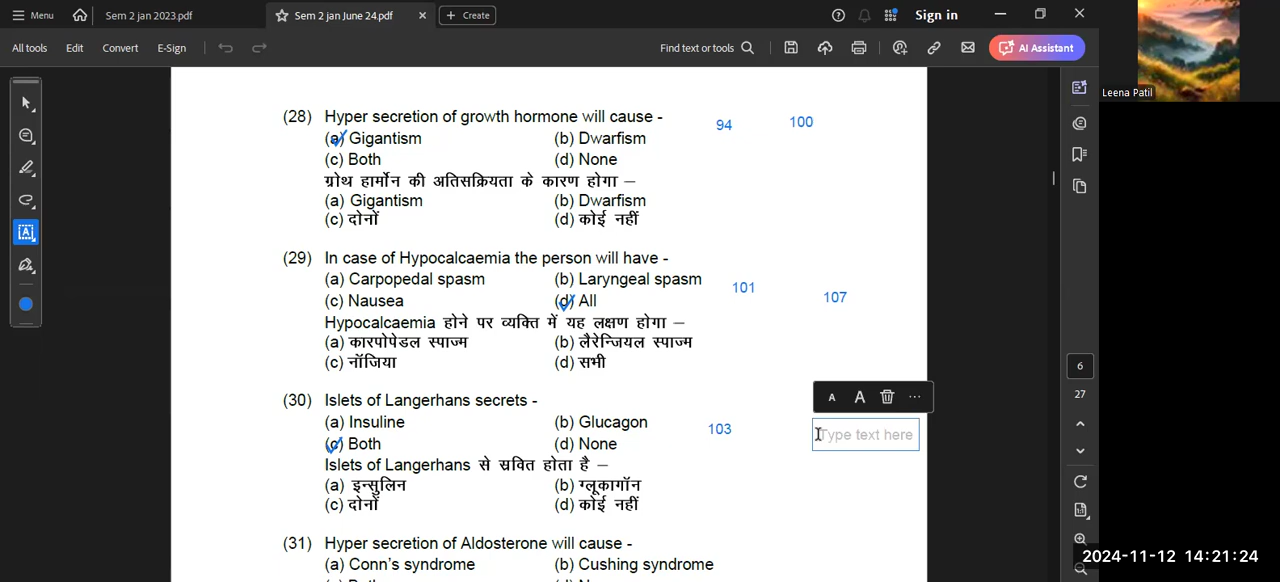 Menu
Sem 2 jan 2023.pdf
Sem 2 jan June 24.pdf
Create
Sign in
All tools
Edit
Convert
E-Sign
Find text or tools
AI Assistant
Leena Patil
(28) Hyper secretion of growth hormone will cause - 94 100
(a) Gigantism (b) Dwarfism
(c) Both (d) None
ग्रोथ हार्मोन की अतिसक्रियता के कारण होगा –
(a) Gigantism (b) Dwarfism
(c) दोनों (d) कोई नहीं
(29) In case of Hypocalcaemia the person will have -
(a) Carpopedal spasm (b) Laryngeal spasm 101 107
(c) Nausea (d) All
Hypocalcaemia होने पर व्यक्ति में यह लक्षण होगा –
(a) कारपोपेडल स्पाज्म (b) लैरेन्जियल स्पाज्म
(c) नॉजिया (d) सभी
6
27
(30) Islets of Langerhans secrets -
A A ...
(a) Insuline (b) Glucagon 103 Type text here
(c) Both (d) None
Islets of Langerhans से स्रवित होता है –
(a) इन्सुलिन (b) ग्लूकागॉन
(c) दोनों (d) कोई नहीं
(31) Hyper secretion of Aldosterone will cause -
(a) Conn's syndrome (b) Cushing syndrome
2024-11-12 14:21:24